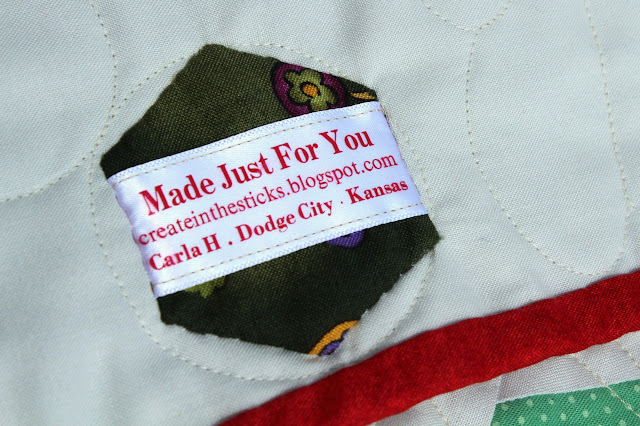 Made Just For You
createinthesticks.blogspot.com
Carla H . Dodge City . Kansas